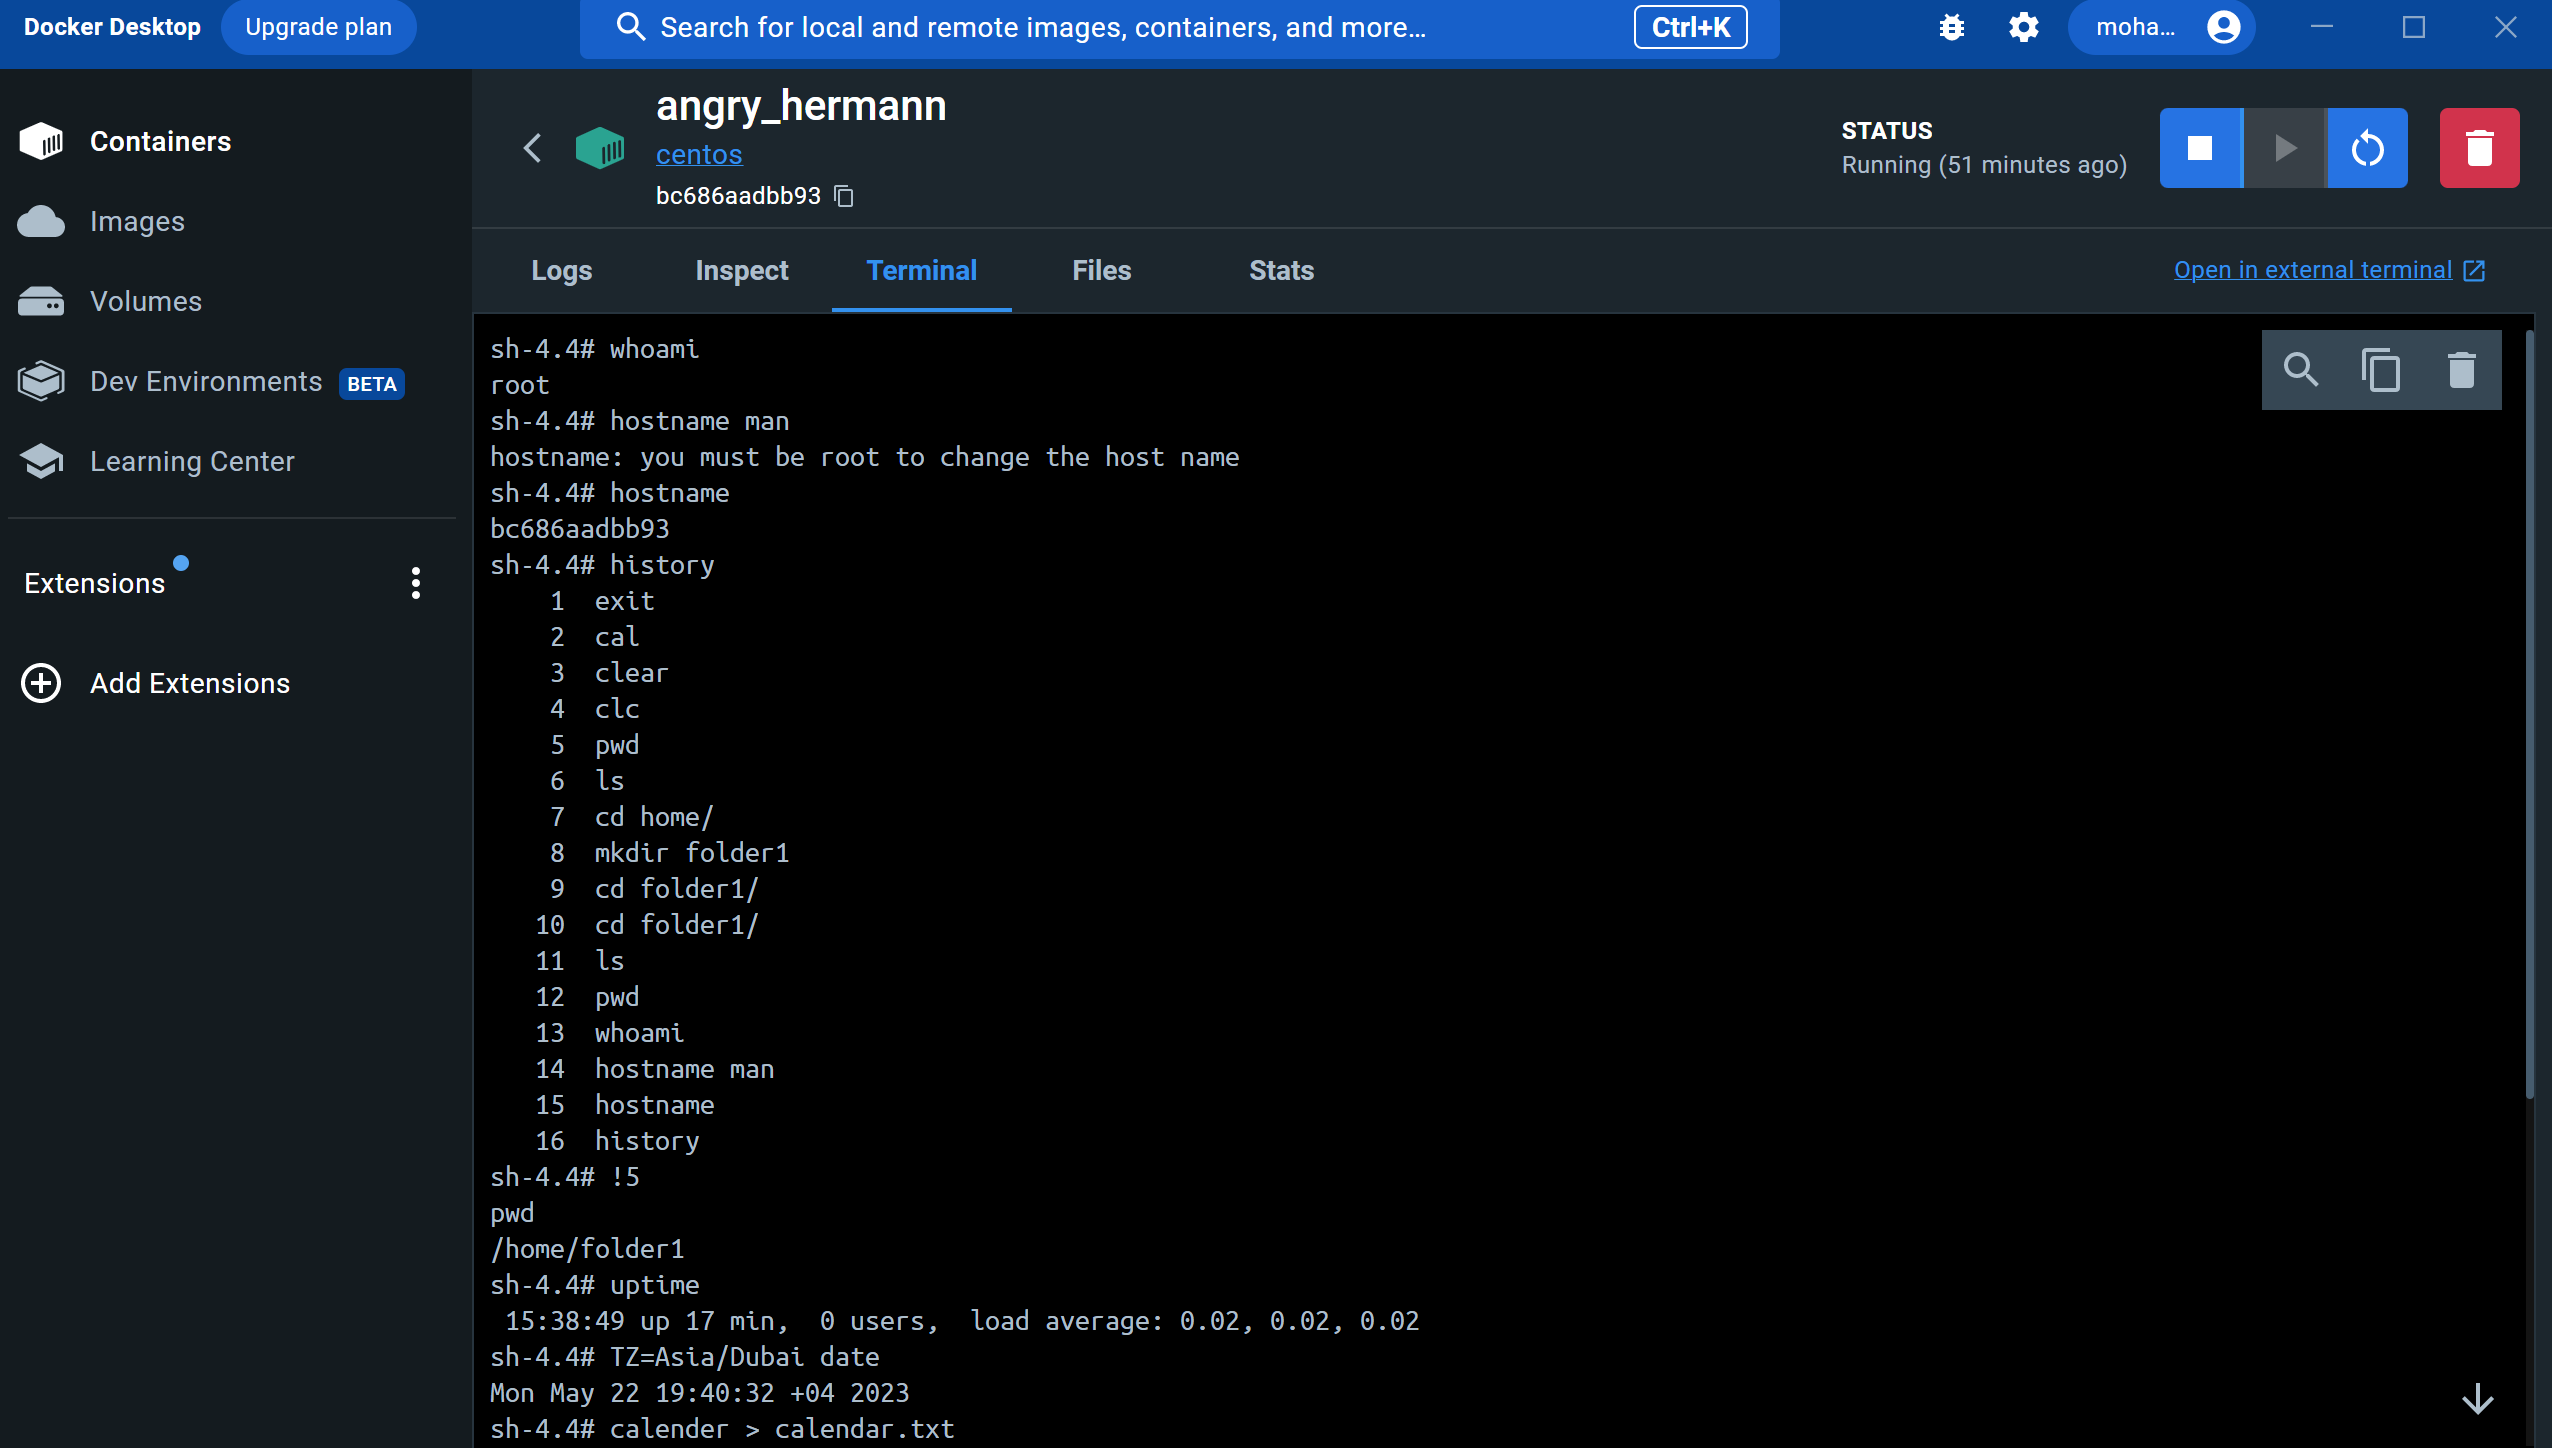 Docker Desktop
Upgrade plan
Search for local and remote images, containers, and more...
Ctrl+K
moha...
Containers
Images
Volumes
Dev Environments BETA
Learning Center
Extensions
Add Extensions
angry_hermann
centos
bc686aadbb93
STATUS
Running (51 minutes ago)
Logs
Inspect
Terminal
Files
Stats
Open in external terminal
sh-4.4# whoami
root
sh-4.4# hostname man
hostname: you must be root to change the host name
sh-4.4# hostname
bc686aadbb93
sh-4.4# history
1 exit
2 cal
3 clear
4 clc
5 pwd
6 ls
7 cd home/
8 mkdir folder1
9 cd folder1/
10 cd folder1/
11 ls
12 pwd
13 whoami
14 hostname man
15 hostname
16 history
sh-4.4# !5
pwd
/home/folder1
sh-4.4# uptime
15:38:49 up 17 min, 0 users, load average: 0.02, 0.02, 0.02
sh-4.4# TZ=Asia/Dubai date
Mon May 22 19:40:32 +04 2023
sh-4.4# calender > calendar.txt